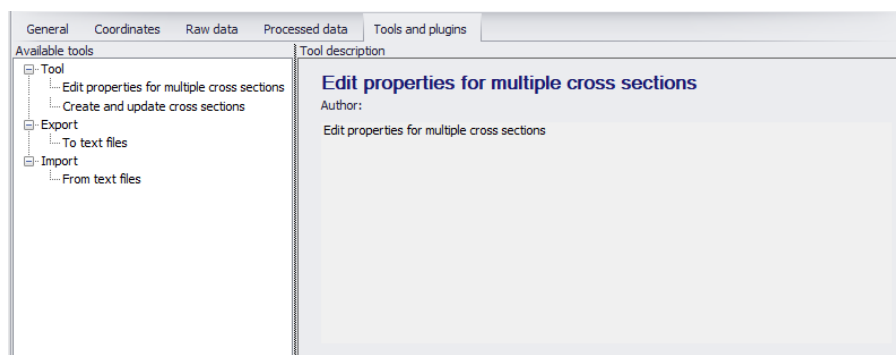 General Coordinates Raw data Processed data Tools and plugins
Available tools
Tool
Edit properties for multiple cross sections
Create and update cross sections
Export
To text files
Import
From text files
Tool description
Edit properties for multiple cross sections
Author:
Edit properties for multiple cross sections